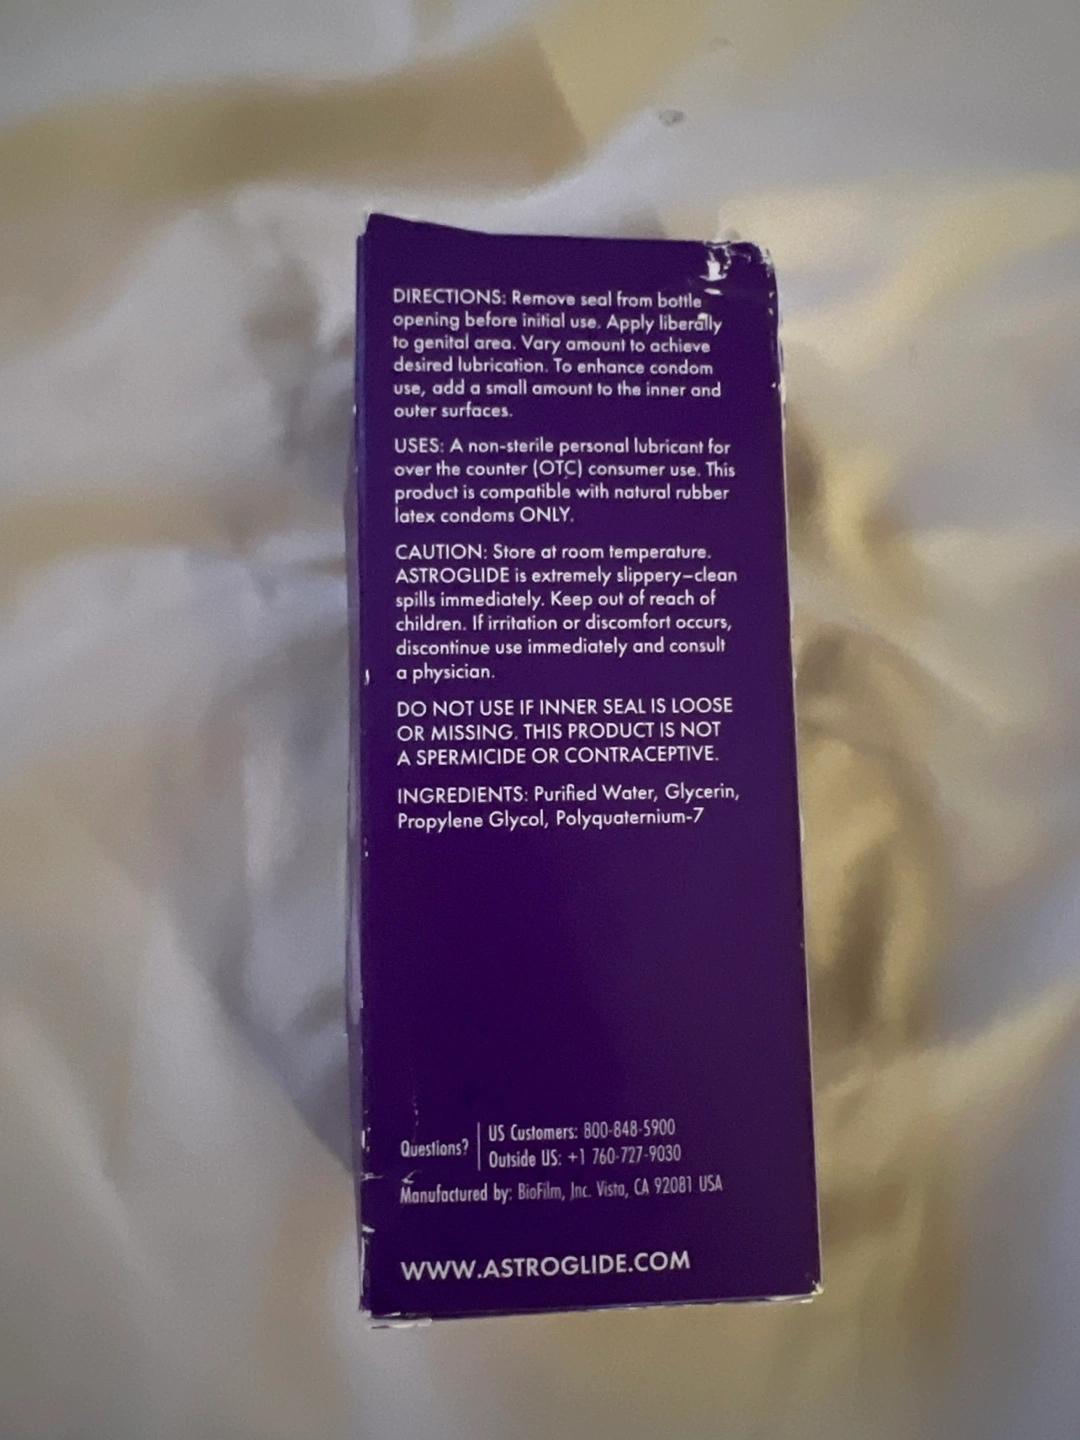 DIRECTIONS: Remove seal from bottle
opening before initial use. Apply liberally
to genital area. Vary amount to achieve
desired lubrication. To enhance condom
use, add a small amount to the inner and
outer surfaces.
USES: A non-sterile personal lubricant for
over the counter (OTC) consumer use. This
product is compatible with natural rubber
latex condoms ONLY.
CAUTION: Store at room temperature.
ASTROGLIDE is extremely slippery–clean
spills immediately. Keep out of reach of
children. If irritation or discomfort occurs,
discontinue use immediately and consult
a physician.
DO NOT USE IF INNER SEAL IS LOOSE
OR MISSING. THIS PRODUCT IS NOT
A SPERMICIDE OR CONTRACEPTIVE.
INGREDIENTS: Purified Water, Glycerin,
Propylene Glycol, Polyquaternium-7
Questions?
US Customers: 800-848-5900
Outside US: +1 760-727-9030
Manufactured by: BioFilm, Inc. Vista, CA 92081 USA
WWW.ASTROGLIDE.COM